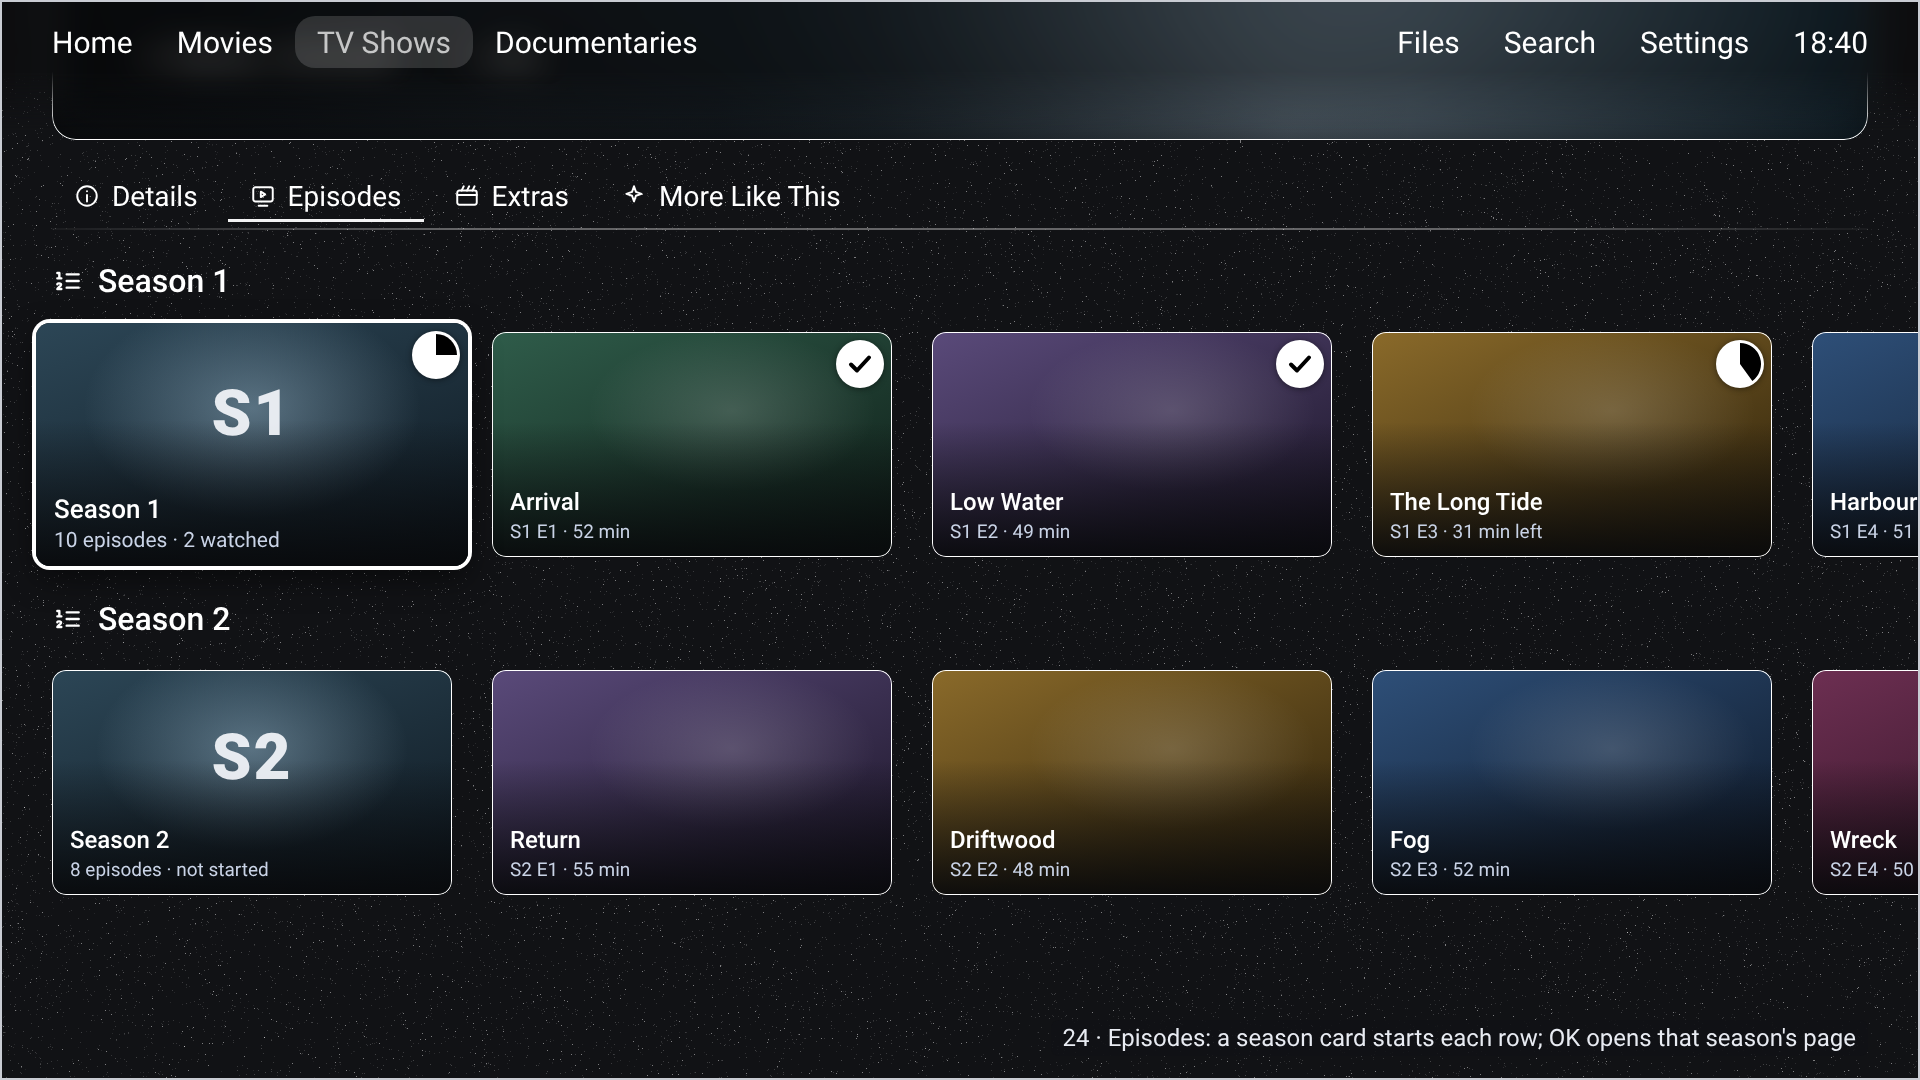 Home Movies TV Shows Documentaries Files Search Settings 18:40
Details Episodes Extras More Like This
Season 1
S1
Season 1
10 episodes · 2 watched
Arrival
S1 E1 · 52 min
Low Water
S1 E2 · 49 min
The Long Tide
S1 E3 · 31 min left
Harbour
S1 E4 · 51
Season 2
S2
Season 2
8 episodes · not started
Return
S2 E1 · 55 min
Driftwood
S2 E2 · 48 min
Fog
S2 E3 · 52 min
Wreck
S2 E4 · 50
24 · Episodes: a season card starts each row; OK opens that season's page